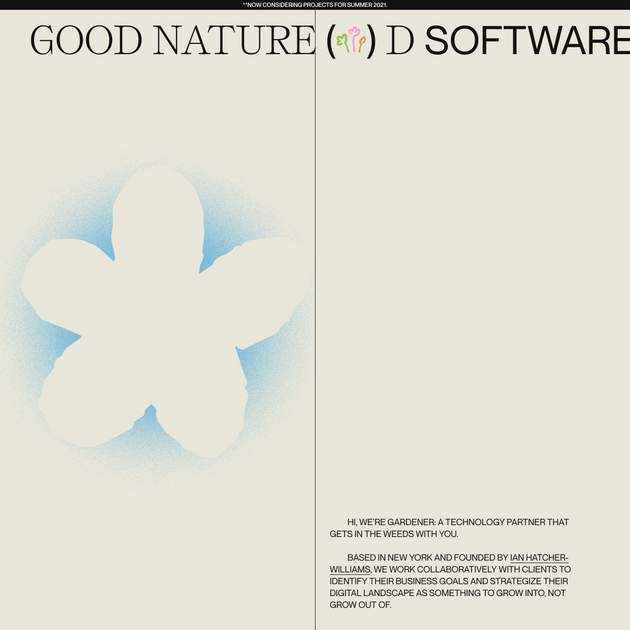 **NOW CONSIDERING PROJECTS FOR SUMMER 2021.
GOOD NATURE ( ) D SOFTWARE
HI, WE'RE GARDENER: A TECHNOLOGY PARTNER THAT
GETS IN THE WEEDS WITH YOU.
BASED IN NEW YORK AND FOUNDED BY IAN HATCHER-
WILLIAMS, WE WORK COLLABORATIVELY WITH CLIENTS TO
IDENTIFY THEIR BUSINESS GOALS AND STRATEGIZE THEIR
DIGITAL LANDSCAPE AS SOMETHING TO GROW INTO, NOT
GROW OUT OF.